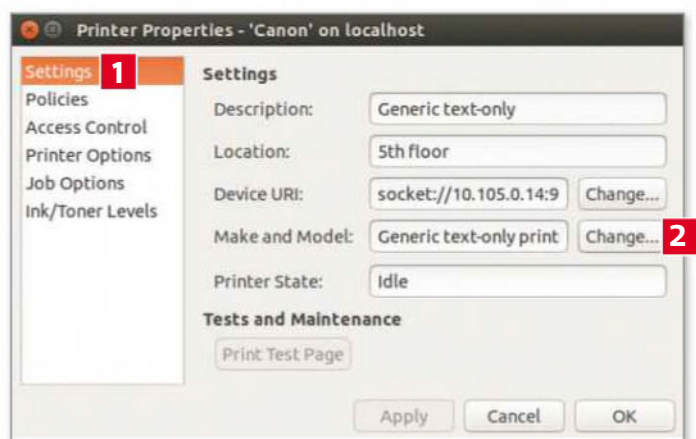 Printer Properties - 'Canon' on localhost
Settings 1
Policies
Access Control
Printer Options
Job Options
Ink/Toner Levels
Settings
Description: Generic text-only
Location: 5th floor
Device URI: socket://10.105.0.14:9 Change...
Make and Model: Generic text-only print Change... 2
Printer State: Idle
Tests and Maintenance
Print Test Page
Apply Cancel OK